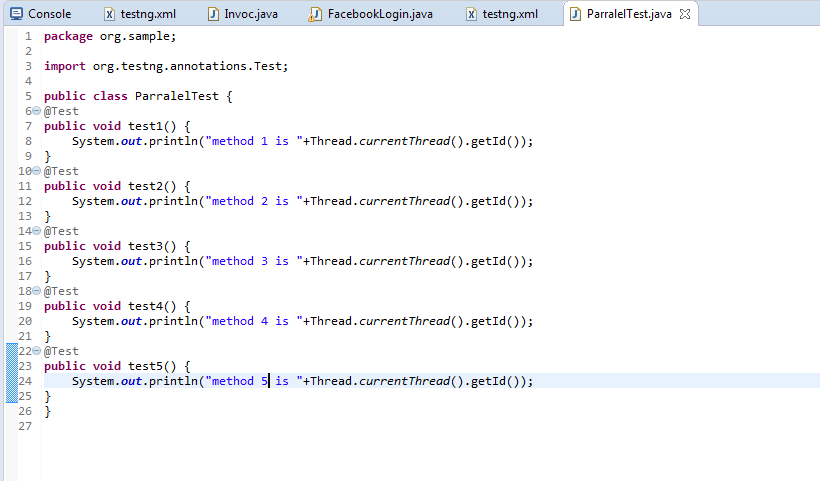 Console testng.xml Invoc.java FacebookLogin.java testng.xml ParralelTest.java
1 package org.sample;
2
3 import org.testng.annotations.Test;
4
5 public class ParralelTest {
6 @Test
7 public void test1() {
8 System.out.println("method 1 is "+Thread.currentThread().getId());
9 }
10 @Test
11 public void test2() {
12 System.out.println("method 2 is "+Thread.currentThread().getId());
13 }
14 @Test
15 public void test3() {
16 System.out.println("method 3 is "+Thread.currentThread().getId());
17 }
18 @Test
19 public void test4() {
20 System.out.println("method 4 is "+Thread.currentThread().getId());
21 }
22 @Test
23 public void test5() {
24 System.out.println("method 5 is "+Thread.currentThread().getId());
25 }
26 }
27